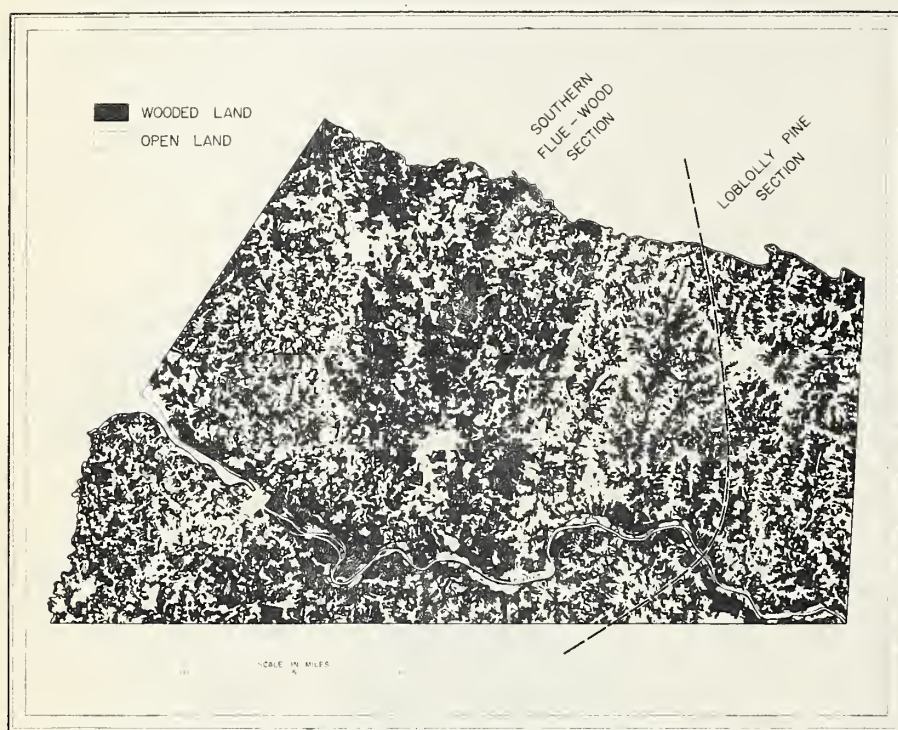 WOODED LAND
OPEN LAND
SOUTHERN
FLUE - WOOD
SECTION
LOBLOLLY PINE
SECTION
SCALE IN MILES